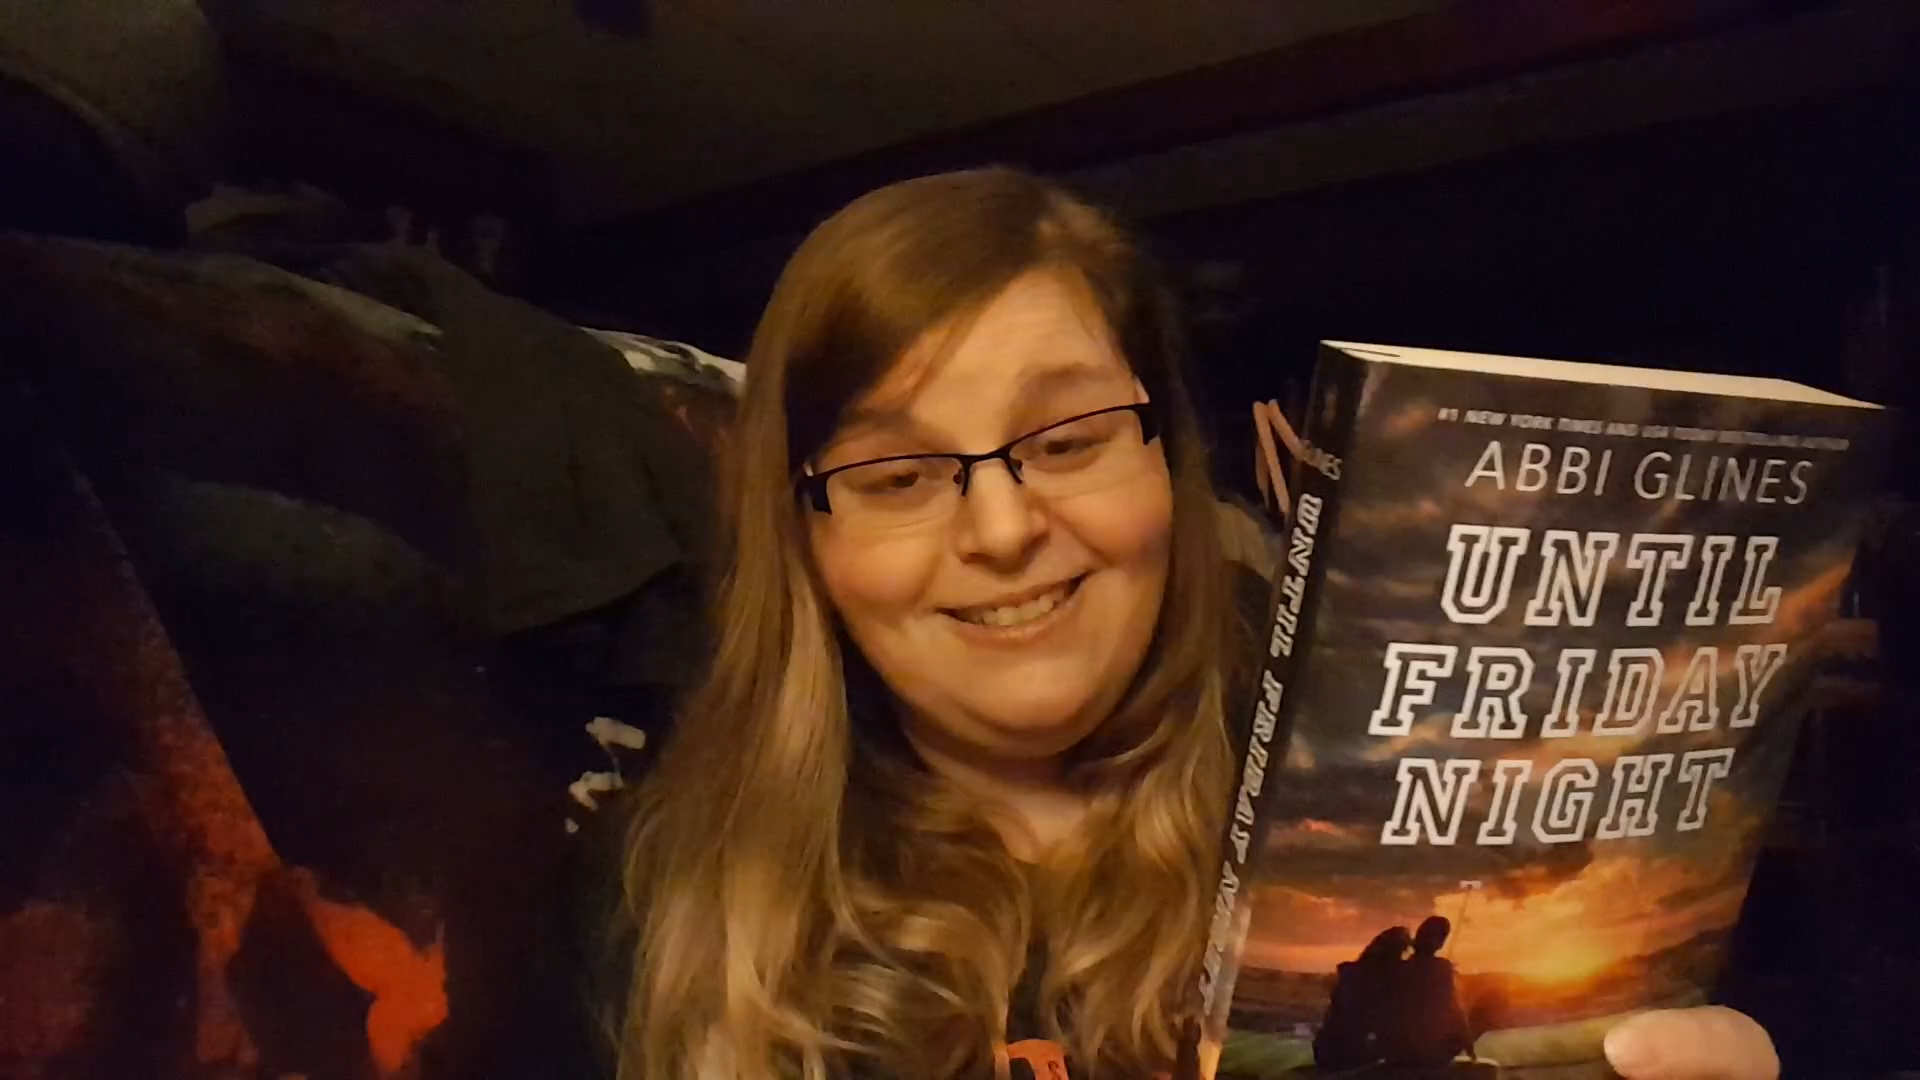 #1 NEW YORK TIMES AND USA TODAY BESTSELLING AUTHOR
ABBI GLINES
UNTIL
FRIDAY
NIGHT
GLINES
UNTIL FRIDAY NIGHT